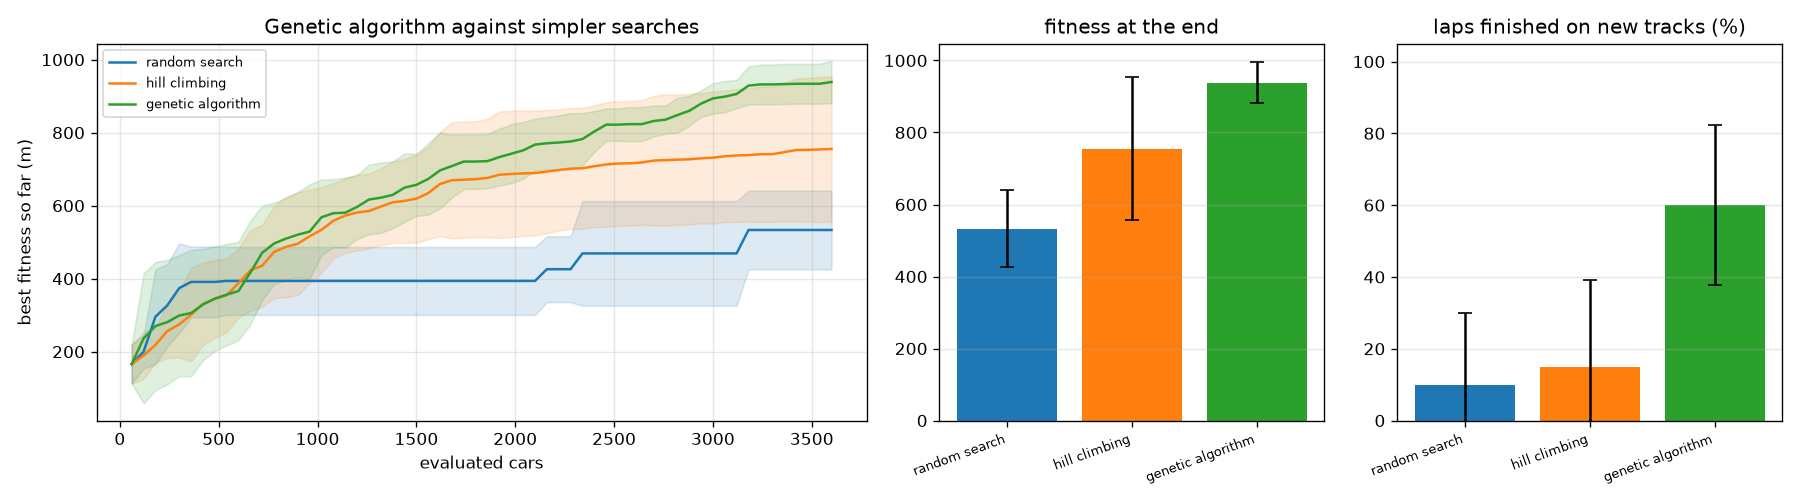 Genetic algorithm against simpler searches
best fitness so far (m)
1000
800
600
400
200
random search
hill climbing
genetic algorithm
0
500
1000
1500
2000
2500
3000
3500
evaluated cars
fitness at the end
1000
800
600
400
200
0
random search
hill climbing
genetic algorithm
laps finished on new tracks (%)
100
80
60
40
20
0
random search
hill climbing
genetic algorithm